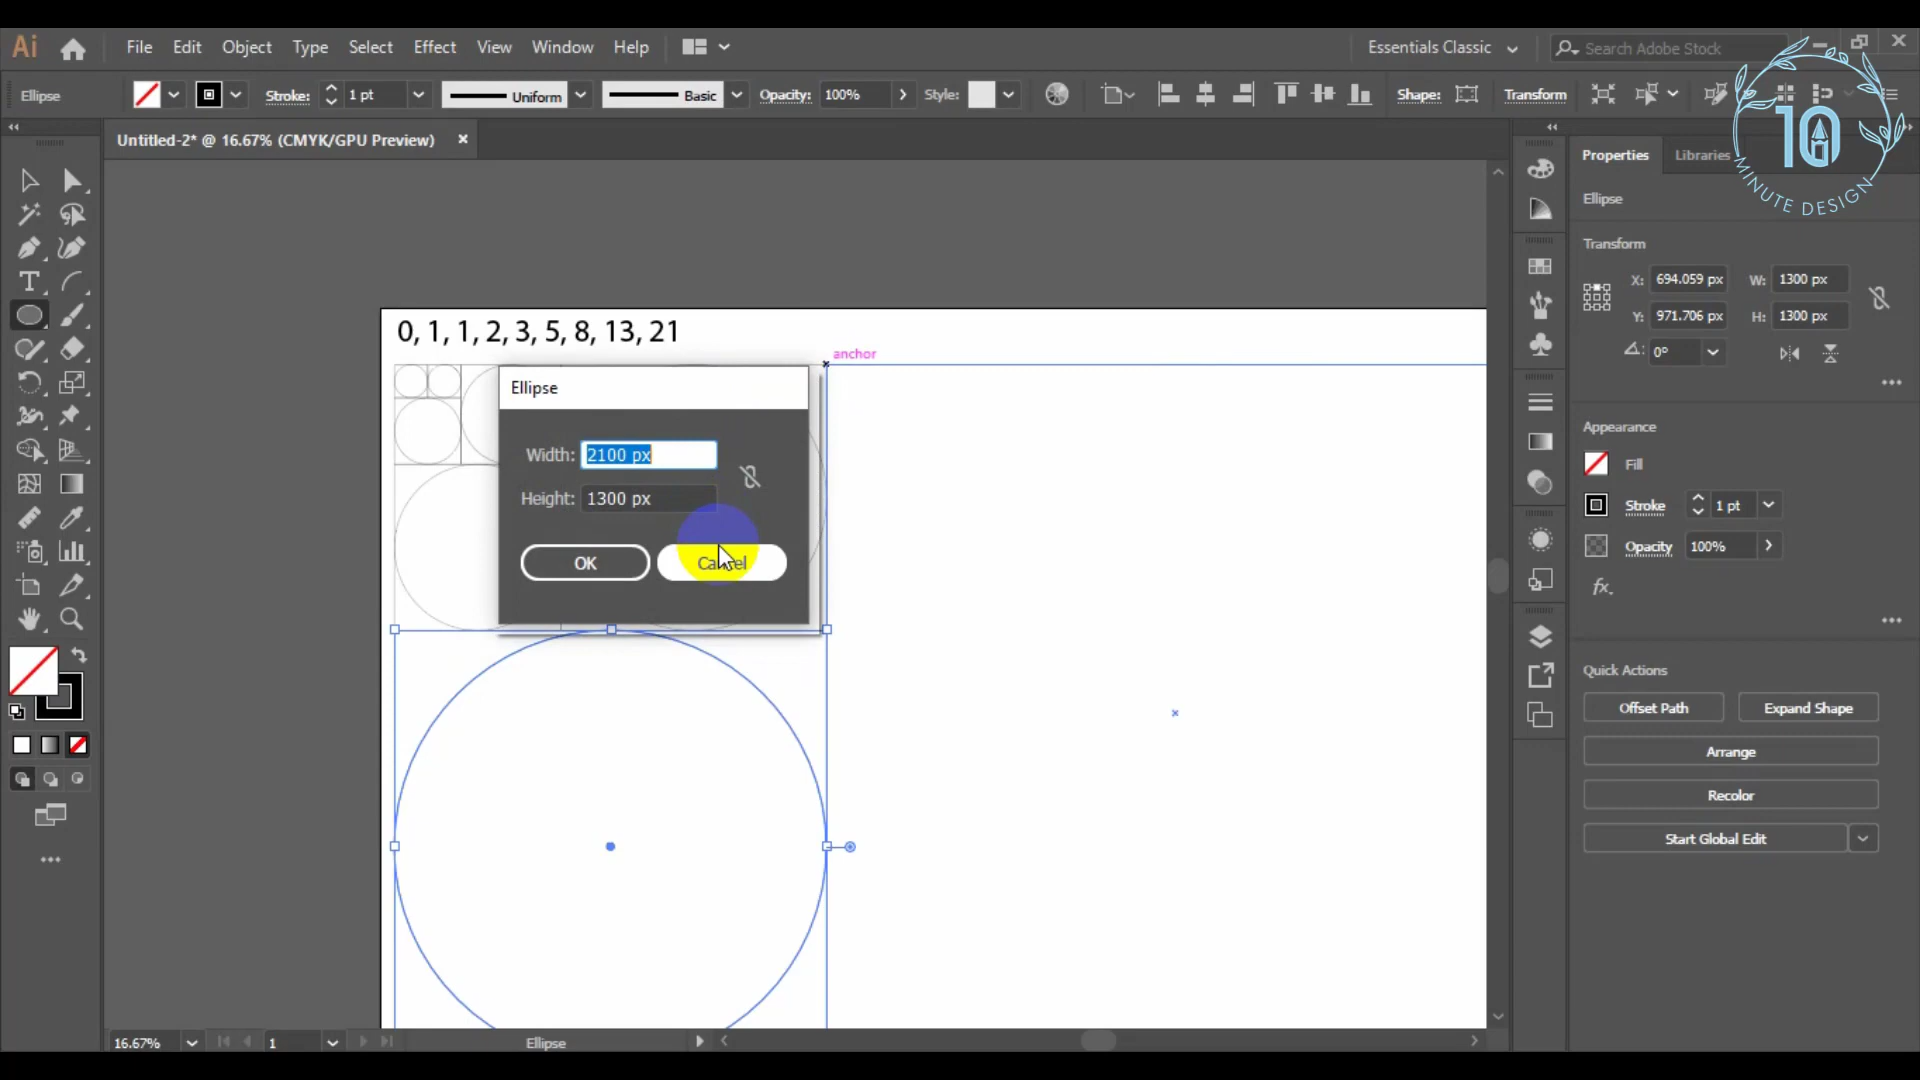 Ai File Edit Object Type Select Effect View Window Help Essentials Classic Search Adobe Stock
Ellipse Stroke: 1 pt Uniform Basic Opacity: 100% Style: Shape: Transform
Untitled-2* @ 16.67% (CMYK/GPU Preview)
10
MINUTE DESIGN
Properties Libraries
Ellipse
Transform
X: 694.059 px W: 1300 px
Y: 971.706 px H: 1300 px
0°
Appearance
Fill
Stroke 1 pt
Opacity 100%
fx.
Quick Actions
Offset Path Expand Shape
Arrange
Recolor
Start Global Edit
0, 1, 1, 2, 3, 5, 8, 13, 21
anchor
Ellipse
Width: 2100 px
Height: 1300 px
OK Cancel
16.67% 1 Ellipse